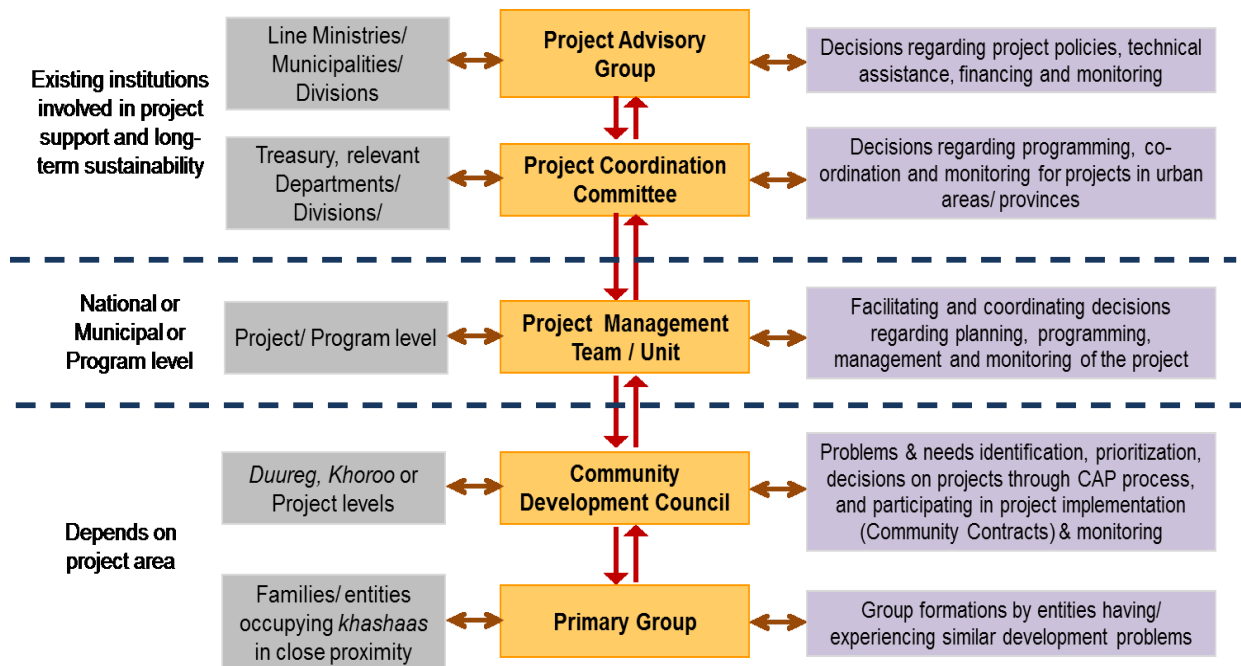 Existing institutions
involved in project
support and long-
term sustainability
Line Ministries/
Municipalities/
Divisions
Project Advisory
Group
Decisions regarding project policies, technical
assistance, financing and monitoring
Treasury, relevant
Departments/
Divisions/
Project Coordination
Committee
Decisions regarding programming, co-
ordination and monitoring for projects in urban
areas/ provinces
National or
Municipal or
Program level
Project/ Program level
Project Management
Team / Unit
Facilitating and coordinating decisions
regarding planning, programming,
management and monitoring of the project
Depends on
project area
Duureg, Khoroo or
Project levels
Community
Development Council
Problems & needs identification, prioritization,
decisions on projects through CAP process,
and participating in project implementation
(Community Contracts) & monitoring
Families/ entities
occupying khashaas
in close proximity
Primary Group
Group formations by entities having/
experiencing similar development problems